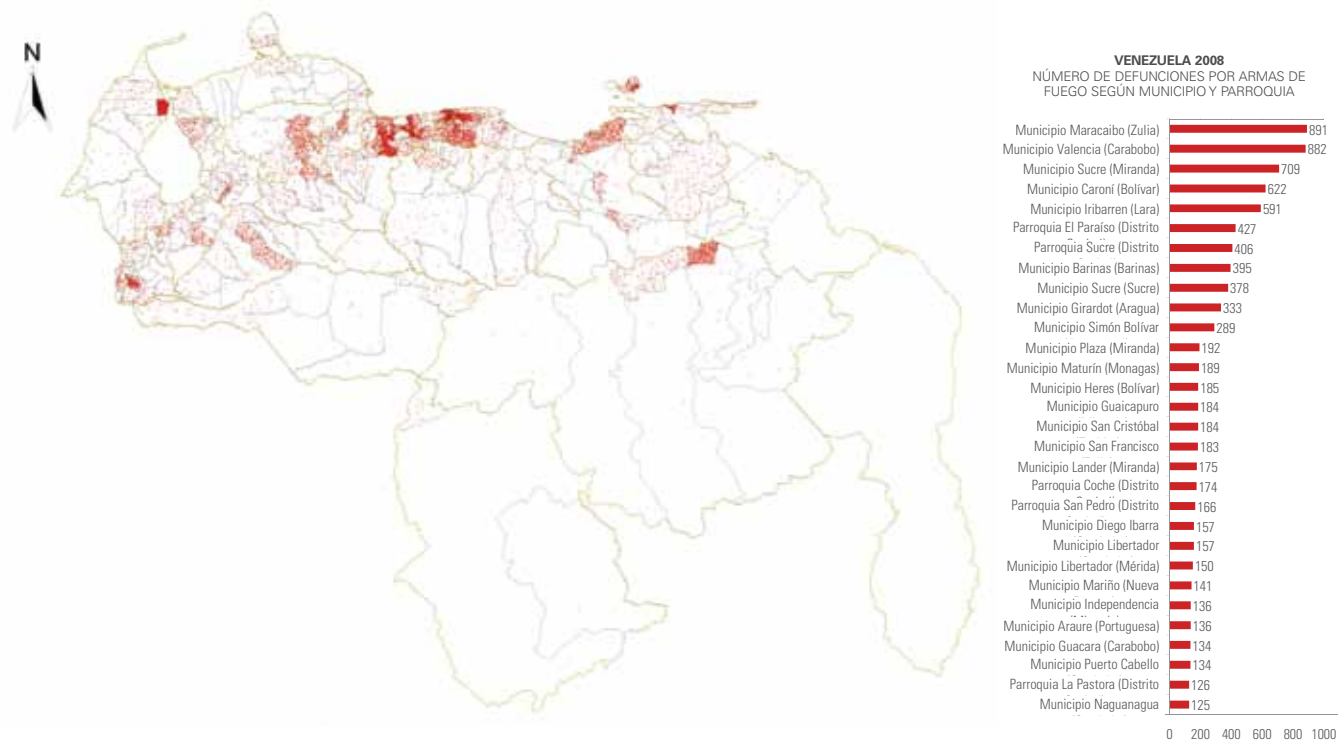 N
VENEZUELA 2008
NÚMERO DE DEFUNCIONES POR ARMAS DE
FUEGO SEGÚN MUNICIPIO Y PARROQUIA
Municipio Maracaibo (Zulia) 891
Municipio Valencia (Carabobo) 882
Municipio Sucre (Miranda) 709
Municipio Caroní (Bolívar) 622
Municipio Iribarren (Lara) 591
Parroquia El Paraíso (Distrito 427
Parroquia Sucre (Distrito 406
Municipio Barinas (Barinas) 395
Municipio Sucre (Sucre) 378
Municipio Girardot (Aragua) 333
Municipio Simón Bolívar 289
Municipio Plaza (Miranda) 192
Municipio Maturín (Monagas) 189
Municipio Heres (Bolívar) 185
Municipio Guaicapuro 184
Municipio San Cristóbal 184
Municipio San Francisco 183
Municipio Lander (Miranda) 175
Parroquia Coche (Distrito 174
Parroquia San Pedro (Distrito 166
Municipio Diego Ibarra 157
Municipio Libertador 157
Municipio Libertador (Mérida) 150
Municipio Mariño (Nueva 141
Municipio Independencia 136
Municipio Araure (Portuguesa) 136
Municipio Guacara (Carabobo) 134
Municipio Puerto Cabello 134
Parroquia La Pastora (Distrito 126
Municipio Naguanagua 125
0 200 400 600 800 1000